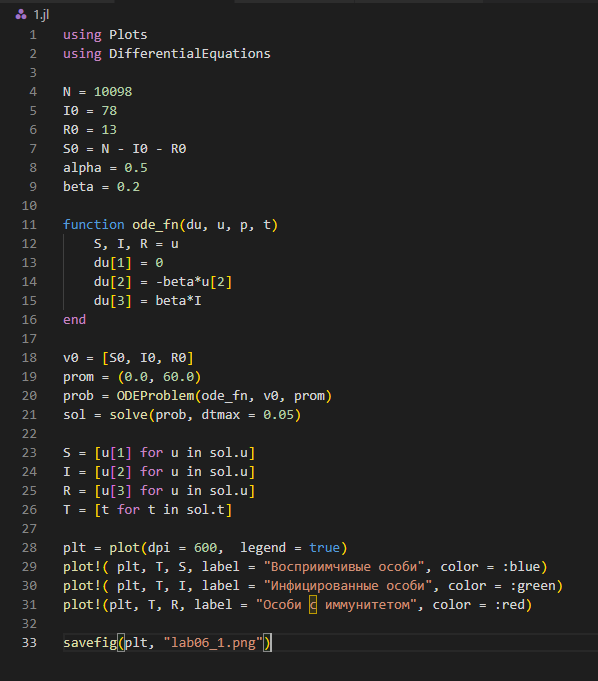 1.jl
1 using Plots
2 using DifferentialEquations
3
4 N = 10098
5 I0 = 78
6 R0 = 13
7 S0 = N - I0 - R0
8 alpha = 0.5
9 beta = 0.2
10
11 function ode_fn(du, u, p, t)
12     S, I, R = u
13     du[1] = 0
14     du[2] = -beta*u[2]
15     du[3] = beta*I
16 end
17
18 v0 = [S0, I0, R0]
19 prom = (0.0, 60.0)
20 prob = ODEProblem(ode_fn, v0, prom)
21 sol = solve(prob, dtmax = 0.05)
22
23 S = [u[1] for u in sol.u]
24 I = [u[2] for u in sol.u]
25 R = [u[3] for u in sol.u]
26 T = [t for t in sol.t]
27
28 plt = plot(dpi = 600,  legend = true)
29 plot!( plt, T, S, label = "Восприимчивые особи", color = :blue)
30 plot!( plt, T, I, label = "Инфицированные особи", color = :green)
31 plot!(plt, T, R, label = "Особи с иммунитетом", color = :red)
32
33 savefig(plt, "lab06_1.png")